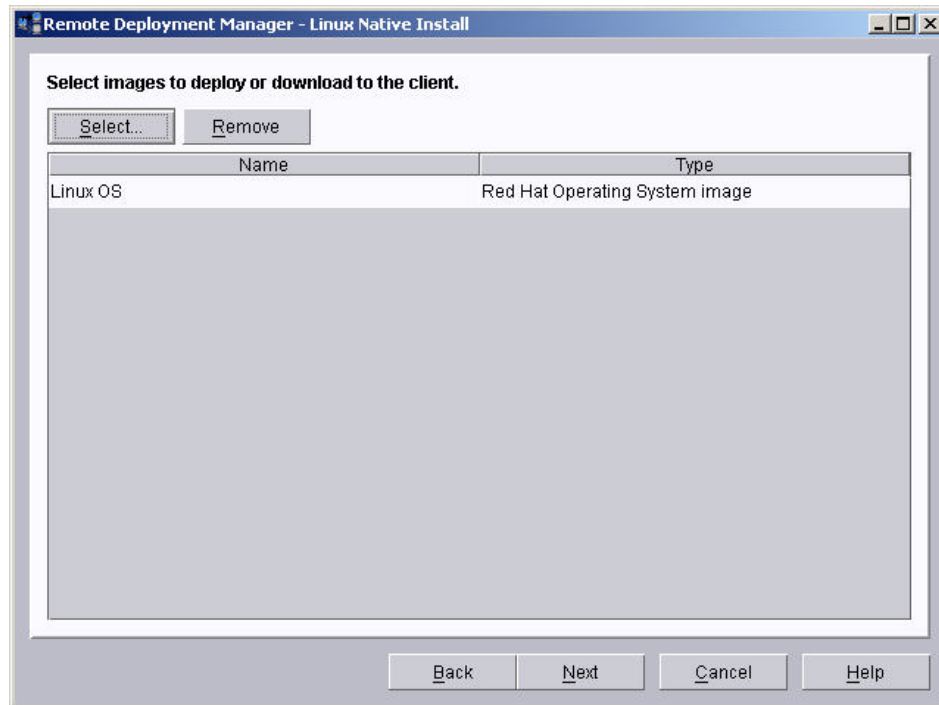 Remote Deployment Manager - Linux Native Install
Select images to deploy or download to the client.
Select... Remove
Name Type
Linux OS Red Hat Operating System image
Back Next Cancel Help